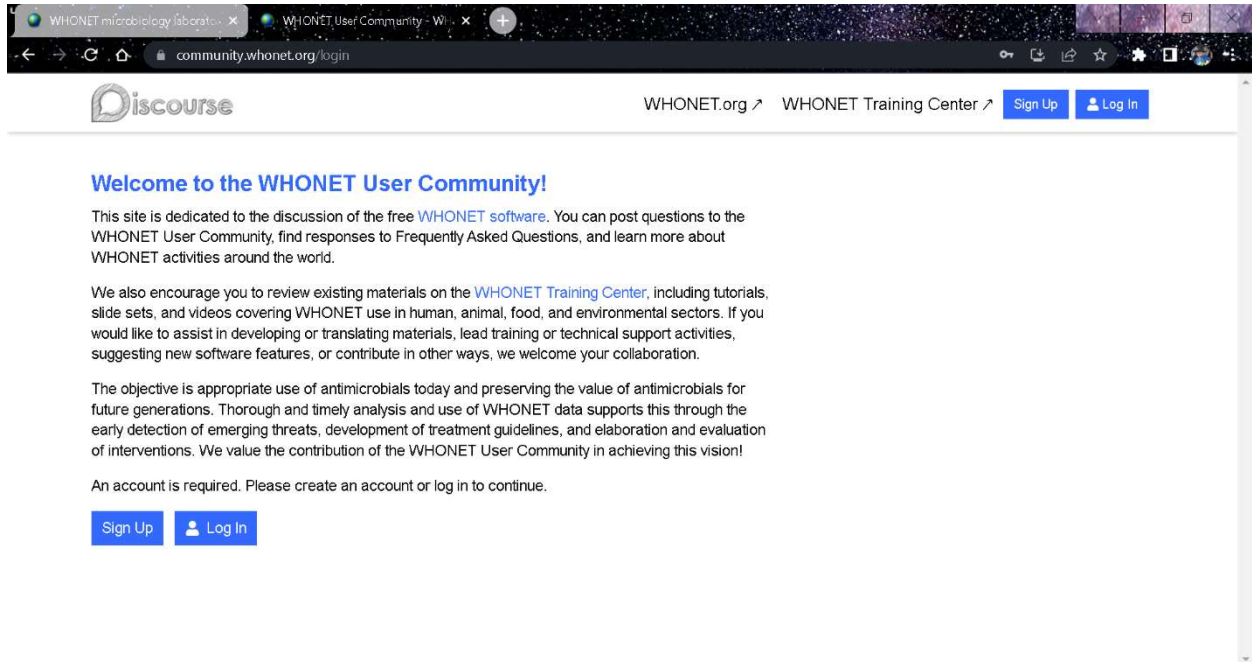 WHONET microbiology laborato
WHONET User Community - WH
community.whonet.org/login
Discourse
WHONET.org ↗ WHONET Training Center ↗ Sign Up Log In
Welcome to the WHONET User Community!
This site is dedicated to the discussion of the free WHONET software. You can post questions to the
WHONET User Community, find responses to Frequently Asked Questions, and learn more about
WHONET activities around the world.
We also encourage you to review existing materials on the WHONET Training Center, including tutorials,
slide sets, and videos covering WHONET use in human, animal, food, and environmental sectors. If you
would like to assist in developing or translating materials, lead training or technical support activities,
suggesting new software features, or contribute in other ways, we welcome your collaboration.
The objective is appropriate use of antimicrobials today and preserving the value of antimicrobials for
future generations. Thorough and timely analysis and use of WHONET data supports this through the
early detection of emerging threats, development of treatment guidelines, and elaboration and evaluation
of interventions. We value the contribution of the WHONET User Community in achieving this vision!
An account is required. Please create an account or log in to continue.
Sign Up Log In